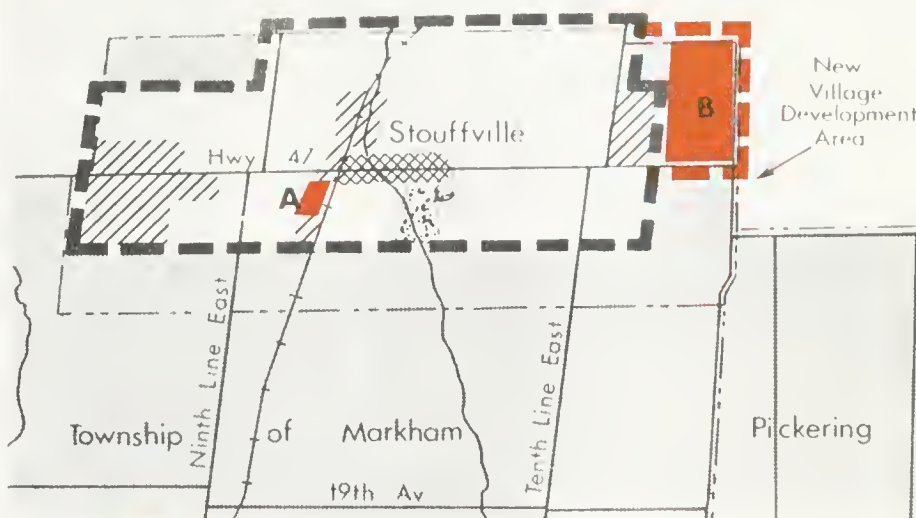 New
Village
Development
Area
B
Stouffville
Hwy 47
A
Ninth Line East
Tenth Line East
Township of Markham
Pickering
19th Av